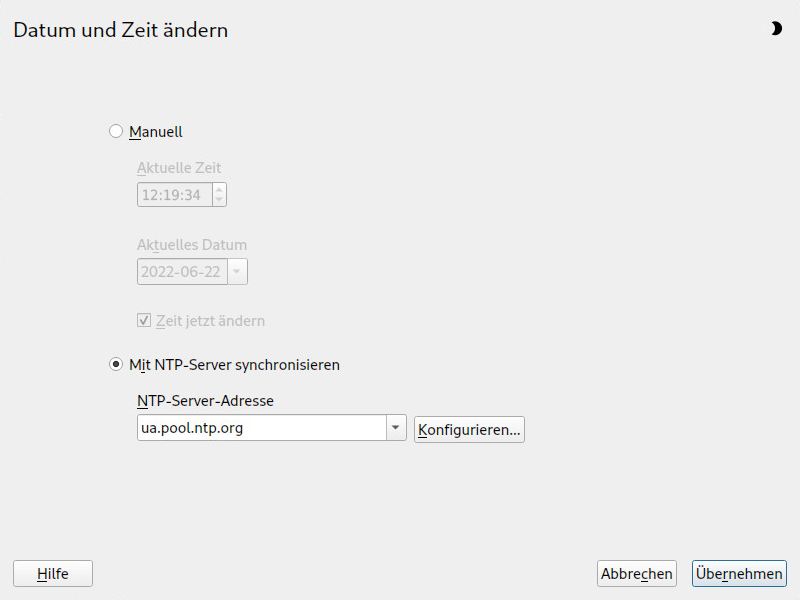 Datum und Zeit ändern
Manuell
Aktuelle Zeit
12:19:34
Aktuelles Datum
2022-06-22
Zeit jetzt ändern
Mit NTP-Server synchronisieren
NTP-Server-Adresse
ua.pool.ntp.org
Konfigurieren...
Hilfe
Abbrechen
Übernehmen